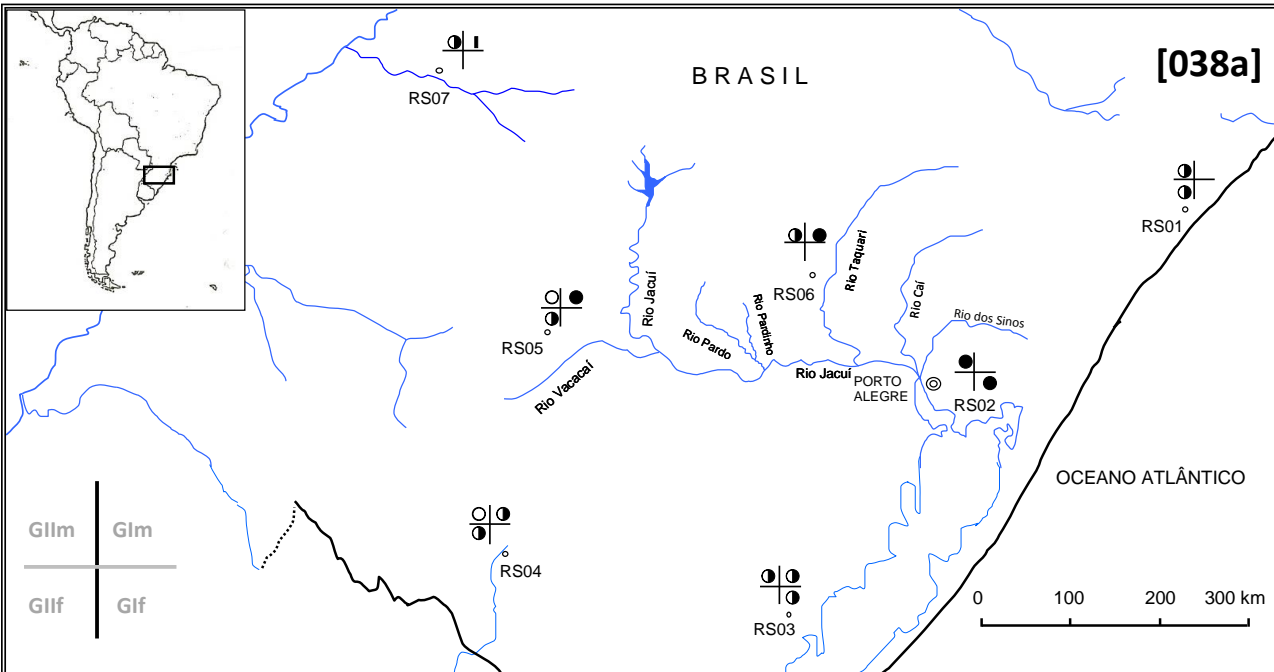 [038a]
BRASIL
RS07
RS01
Rio Taquari
RS06
Rio Caí
Rio Jacuí
Rio dos Sinos
RS05
Rio Pardinho
Rio Pardo
Rio Jacuí
Rio Vacacaí
PORTO
ALEGRE
RS02
OCEANO ATLÂNTICO
GIIm GIm
GIIf GIf
RS04
RS03
0 100 200 300 km